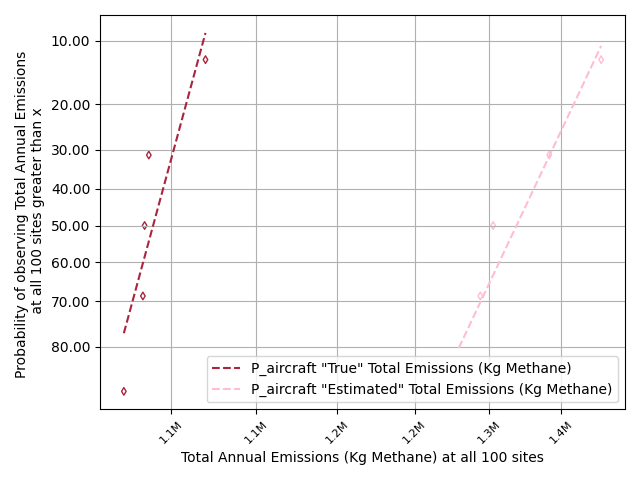 Probability of observing Total Annual Emissions
at all 100 sites greater than x
10.00
20.00
30.00
40.00
50.00
60.00
70.00
80.00
P_aircraft "True" Total Emissions (Kg Methane)
P_aircraft "Estimated" Total Emissions (Kg Methane)
1.1M
1.1M
1.2M
1.2M
1.3M
1.4M
Total Annual Emissions (Kg Methane) at all 100 sites